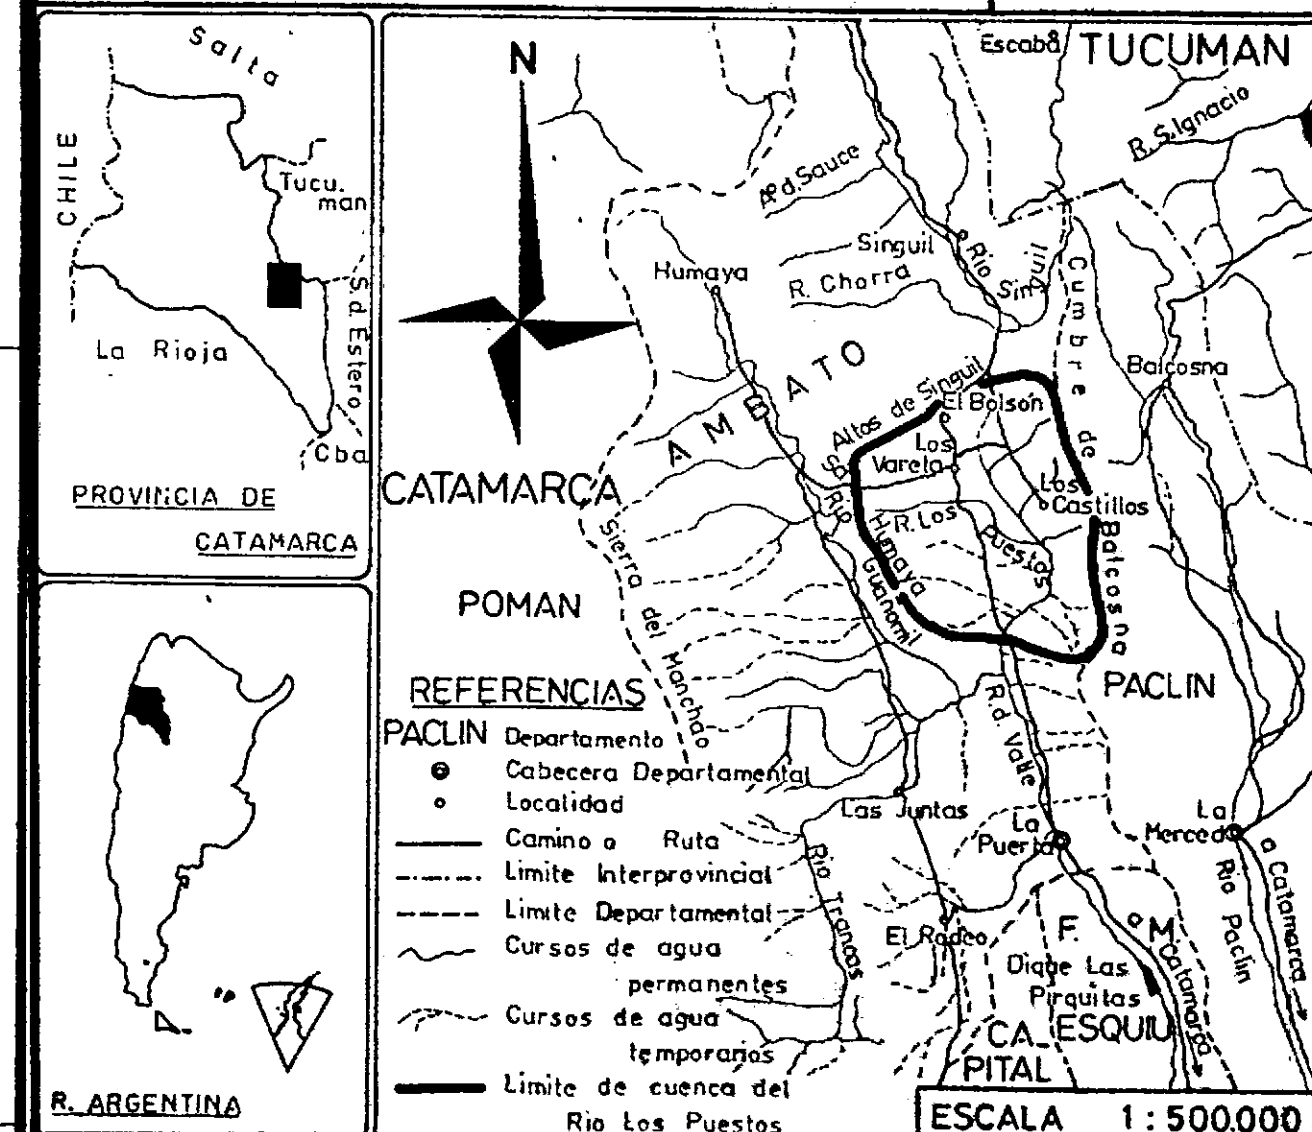 Salta
CHILE
Tucu.
man
S.d. Estero
La Rioja
Cba
PROVINCIA DE
CATAMARCA
R. ARGENTINA
N
Escaba
TUCUMAN
R. S. Ignacio
Aº d. Sauce
Singuil
Rio Singuil
Humaya
R. Chorra
Cumbre de Balcosna
Balcosna
AMBATO
Altos de Singuil
El Bolsón
Los
Varela
Los
Castillos
CATAMARCA
Sa.
Rio
Humaya
Guañomil
R. Los Puestos
Sierra del Manchao
POMAN
PACLIN
R.d. Valle
Las Juntas
La
Puerta
La
Merced
Rio Trancas
El Rodeo
Rio Paclin
a Catamarca
F. M.
a Catamarca
Dique Las
Pirquitas
ESQUIU
CA-
PITAL
REFERENCIAS
PACLIN Departamento
Cabecera Departamental
Localidad
Camino o Ruta
Limite Interprovincial
Limite Departamental
Cursos de agua
permanentes
Cursos de agua
temporarios
Limite de cuenca del
Rio Los Puestos
ESCALA 1:500.000